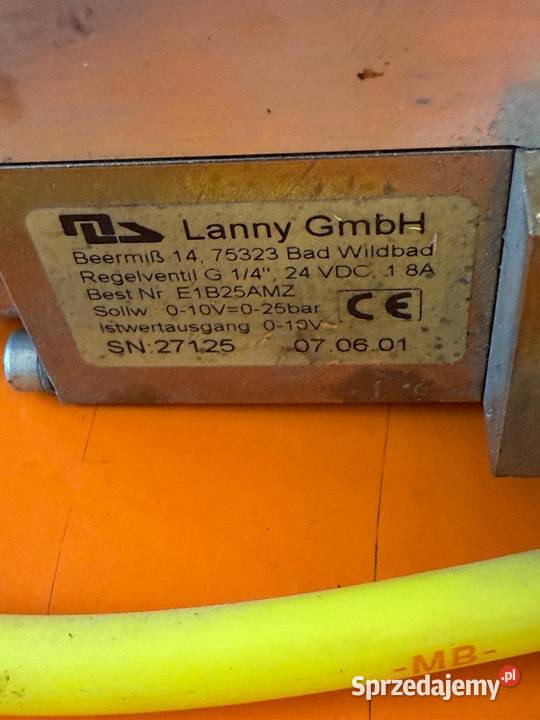 Lanny GmbH
Beermiß 14, 75323 Bad Wildbad
Regelventil G 1/4", 24 VDC, 1 8A
Best Nr E1B25AMZ
Sollw 0-10V=0-25bar
Istwertausgang 0-10V
CE
SN:27125 07.06.01
-MB-
Sprzedajemy.pl